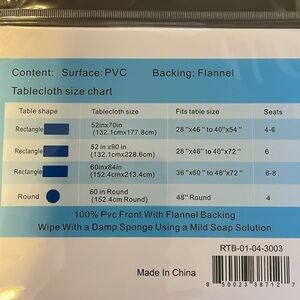 Content: Surface:PVC Backing: Flannel
Tablecloth size chart
Table shape Tablecloth size Fits table size Seats
Rectangle 52inx70in (132.1cmx177.8cm) 28 "x46 " to 40"x54 " 4-6
Rectangle 52 in x90 in (132.1cmx228.6cm) 28 "x46" to 40"x72 " 6
Rectangle 60inx84in (152.4cmx213.4cm) 36 "x60 " to 48"x72 " 6-8
Round 60 in Round (152.4cm Round) 48" Round 4
100% Pvc Front With Flannel Backing
Wipe With a Damp Sponge Using a Mild Soap Solution
RTB-01-04-3003
Made In China
8 50023 38712 7